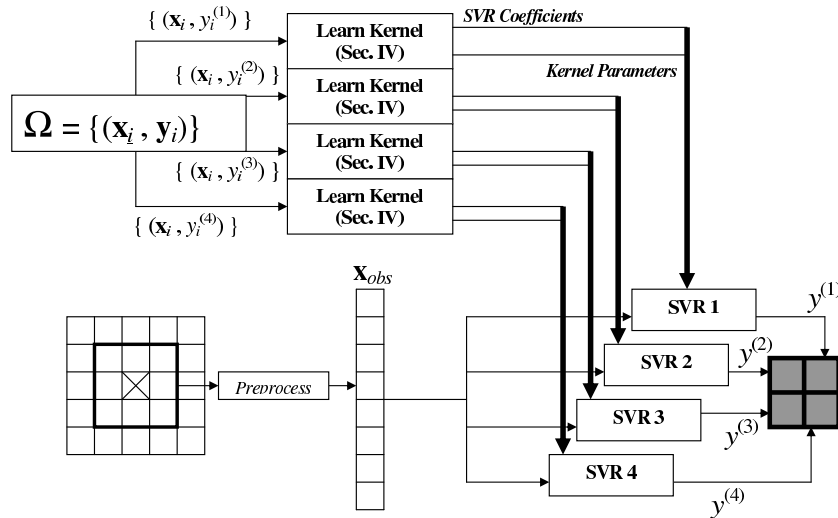 { (x_i , y_i^(1)) }
SVR Coefficients
Learn Kernel
(Sec. IV)
Kernel Parameters
{ (x_i , y_i^(2)) }
Learn Kernel
(Sec. IV)
Ω = {(x_i , y_i)}
Learn Kernel
(Sec. IV)
{ (x_i , y_i^(3)) }
Learn Kernel
(Sec. IV)
{ (x_i , y_i^(4)) }
x_obs
Preprocess
SVR 1
y^(1)
SVR 2
y^(2)
SVR 3
y^(3)
SVR 4
y^(4)